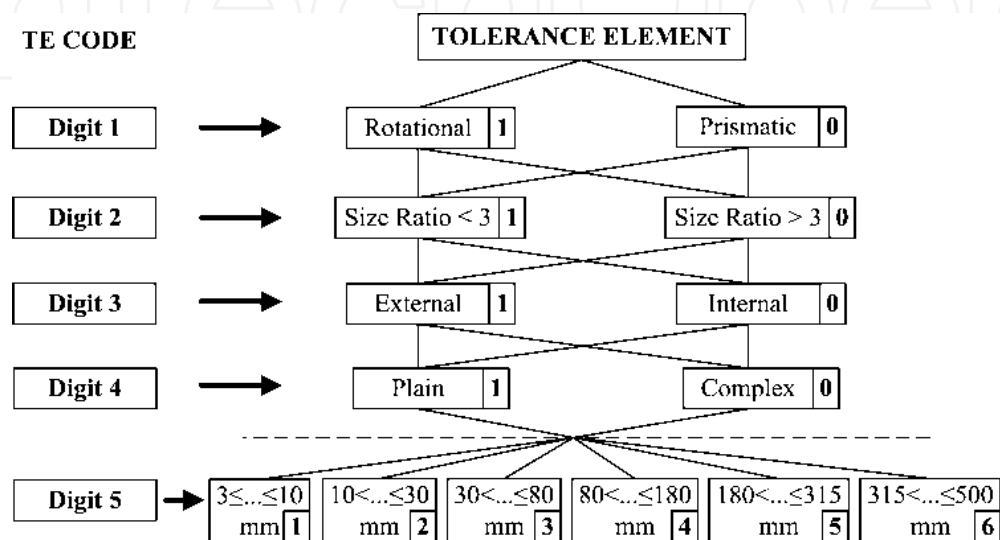 TE CODE
TOLERANCE ELEMENT
Digit 1
Rotational 1
Prismatic 0
Digit 2
Size Ratio < 3 1
Size Ratio > 3 0
Digit 3
External 1
Internal 0
Digit 4
Plain 1
Complex 0
Digit 5
3≤...≤10
mm 1
10<...≤30
mm 2
30<...≤80
mm 3
80<...≤180
mm 4
180<...≤315
mm 5
315<...≤500
mm 6